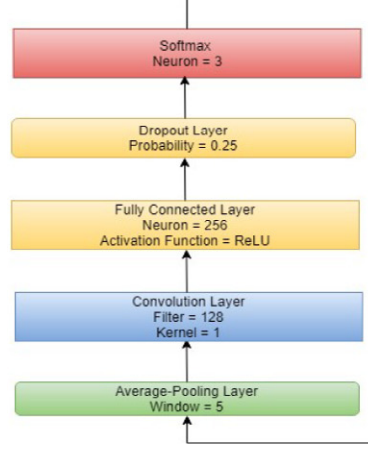 Softmax
Neuron = 3
Dropout Layer
Probability = 0.25
Fully Connected Layer
Neuron = 256
Activation Function = ReLU
Convolution Layer
Filter = 128
Kernel = 1
Average-Pooling Layer
Window = 5